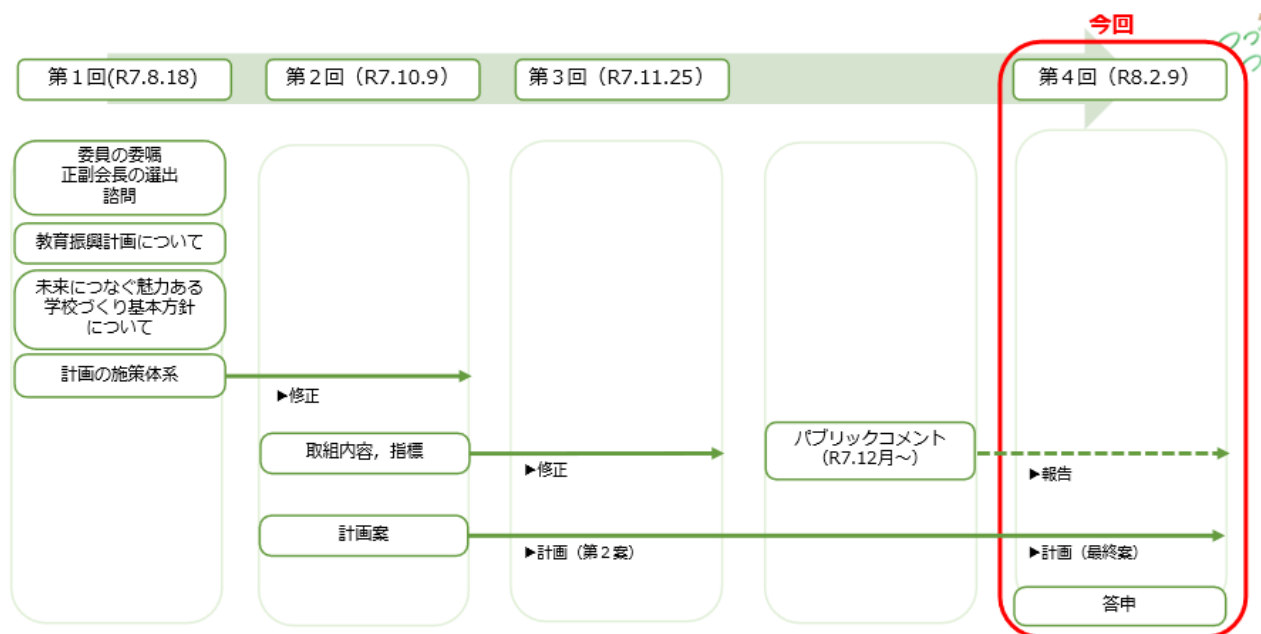 今回
第1回(R7.8.18)
第2回（R7.10.9）
第3回（R7.11.25）
第4回（R8.2.9）
委員の委嘱
正副会長の選出
諮問
教育振興計画について
未来につなぐ魅力ある
学校づくり基本方針
について
計画の施策体系
▶修正
取組内容，指標
▶修正
パブリックコメント
(R7.12月～)
▶報告
計画案
▶計画（第2案）
▶計画（最終案）
答申